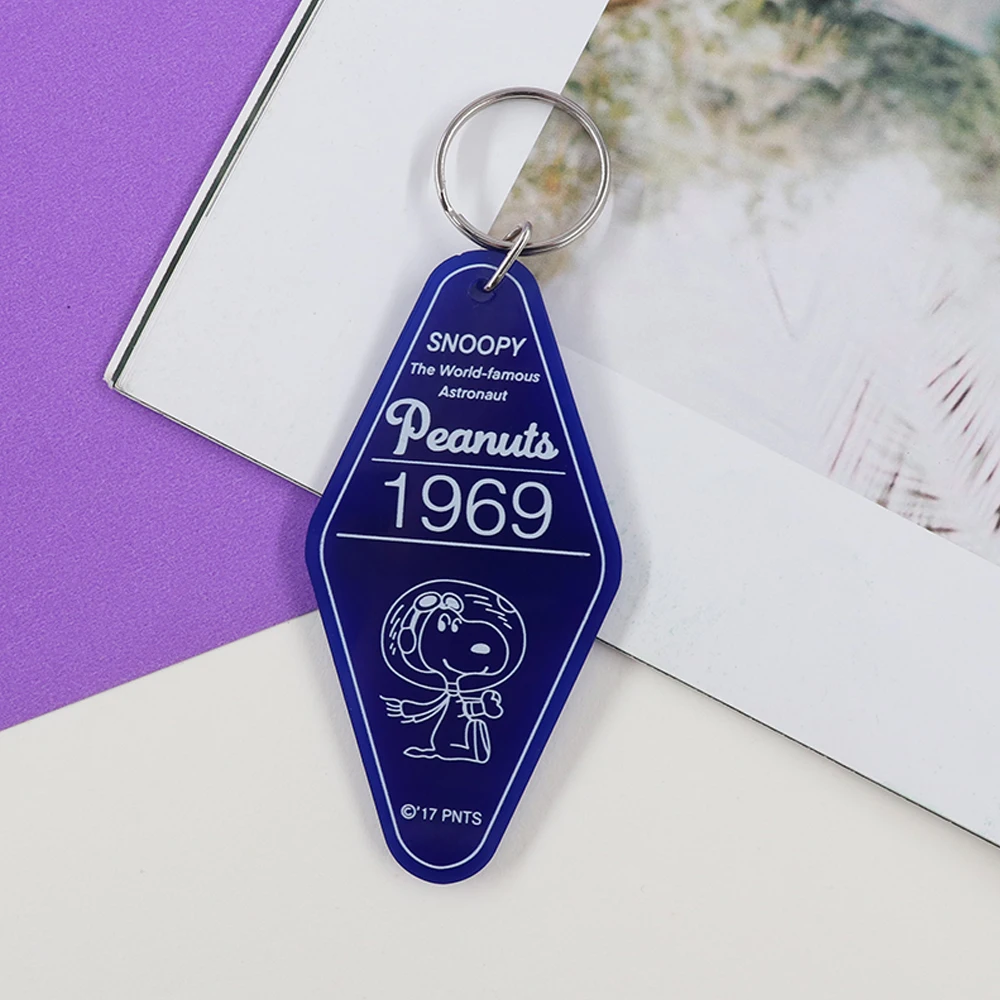 SNOOPY
The World-famous
Astronaut
Peanuts
1969
©'17 PNTS